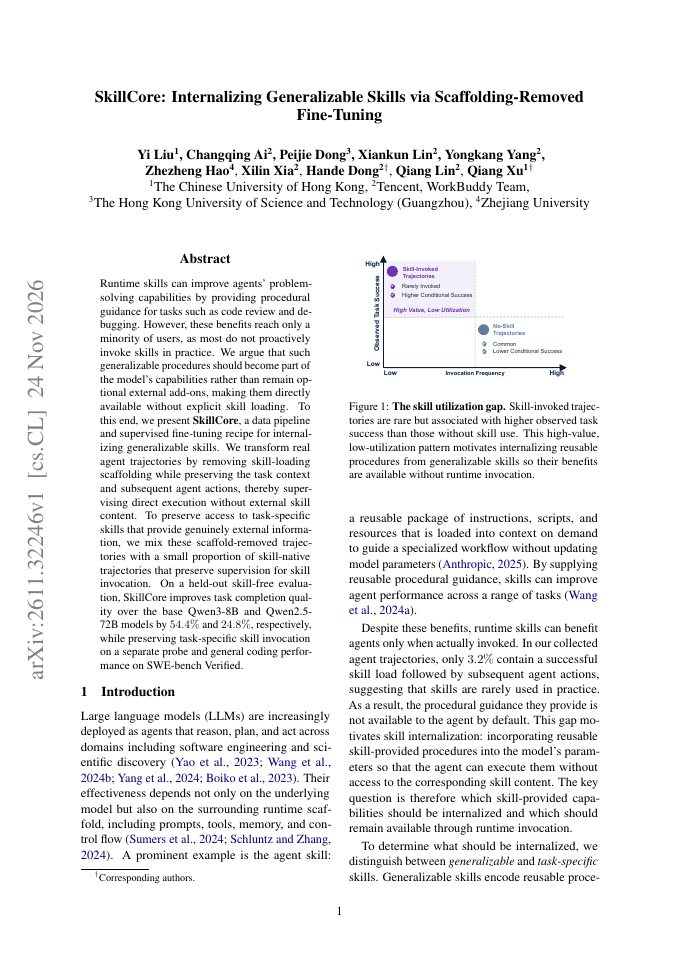 SkillCore: Internalizing Generalizable Skills via Scaffolding-Removed
Fine-Tuning
Yi Liu1, Changqing Ai2, Peijie Dong3, Xiankun Lin2, Yongkang Yang2,
Zhezheng Hao4, Xilin Xia2, Hande Dong2†, Qiang Lin2, Qiang Xu1†
1The Chinese University of Hong Kong, 2Tencent, WorkBuddy Team,
3The Hong Kong University of Science and Technology (Guangzhou), 4Zhejiang University
arXiv:2611.32246v1 [cs.CL] 24 Nov 2026
Abstract
Runtime skills can improve agents' problem-
solving capabilities by providing procedural
guidance for tasks such as code review and de-
bugging. However, these benefits reach only a
minority of users, as most do not proactively
invoke skills in practice. We argue that such
generalizable procedures should become part of
the model's capabilities rather than remain op-
tional external add-ons, making them directly
available without explicit skill loading. To
this end, we present SkillCore, a data pipeline
and supervised fine-tuning recipe for internal-
izing generalizable skills. We transform real
agent trajectories by removing skill-loading
scaffolding while preserving the task context
and subsequent agent actions, thereby super-
vising direct execution without external skill
content. To preserve access to task-specific
skills that provide genuinely external informa-
tion, we mix these scaffold-removed trajec-
tories with a small proportion of skill-native
trajectories that preserve supervision for skill
invocation. On a held-out skill-free evalua-
tion, SkillCore improves task completion qual-
ity over the base Qwen3-8B and Qwen2.5-
72B models by 54.4% and 24.8%, respectively,
while preserving task-specific skill invocation
on a separate probe and general coding perfor-
mance on SWE-bench Verified.
1 Introduction
Large language models (LLMs) are increasingly
deployed as agents that reason, plan, and act across
domains including software engineering and sci-
entific discovery (Yao et al., 2023; Wang et al.,
2024b; Yang et al., 2024; Boiko et al., 2023). Their
effectiveness depends not only on the underlying
model but also on the surrounding runtime scaf-
fold, including prompts, tools, memory, and con-
trol flow (Sumers et al., 2024; Schluntz and Zhang,
2024). A prominent example is the agent skill:
†Corresponding authors.
High
Observed Task Success
Low
Skill-Invoked
Trajectories
Rarely Invoked
Higher Conditional Success
High Value, Low Utilization
No-Skill
Trajectories
Common
Lower Conditional Success
Low
Invocation Frequency
High
Figure 1: The skill utilization gap. Skill-invoked trajec-
tories are rare but associated with higher observed task
success than those without skill use. This high-value,
low-utilization pattern motivates internalizing reusable
procedures from generalizable skills so their benefits
are available without runtime invocation.
a reusable package of instructions, scripts, and
resources that is loaded into context on demand
to guide a specialized workflow without updating
model parameters (Anthropic, 2025). By supplying
reusable procedural guidance, skills can improve
agent performance across a range of tasks (Wang
et al., 2024a).
Despite these benefits, runtime skills can benefit
agents only when actually invoked. In our collected
agent trajectories, only 3.2% contain a successful
skill load followed by subsequent agent actions,
suggesting that skills are rarely used in practice.
As a result, the procedural guidance they provide is
not available to the agent by default. This gap mo-
tivates skill internalization: incorporating reusable
skill-provided procedures into the model's param-
eters so that the agent can execute them without
access to the corresponding skill content. The key
question is therefore which skill-provided capa-
bilities should be internalized and which should
remain available through runtime invocation.
To determine what should be internalized, we
distinguish between generalizable and task-specific
skills. Generalizable skills encode reusable proce-
1